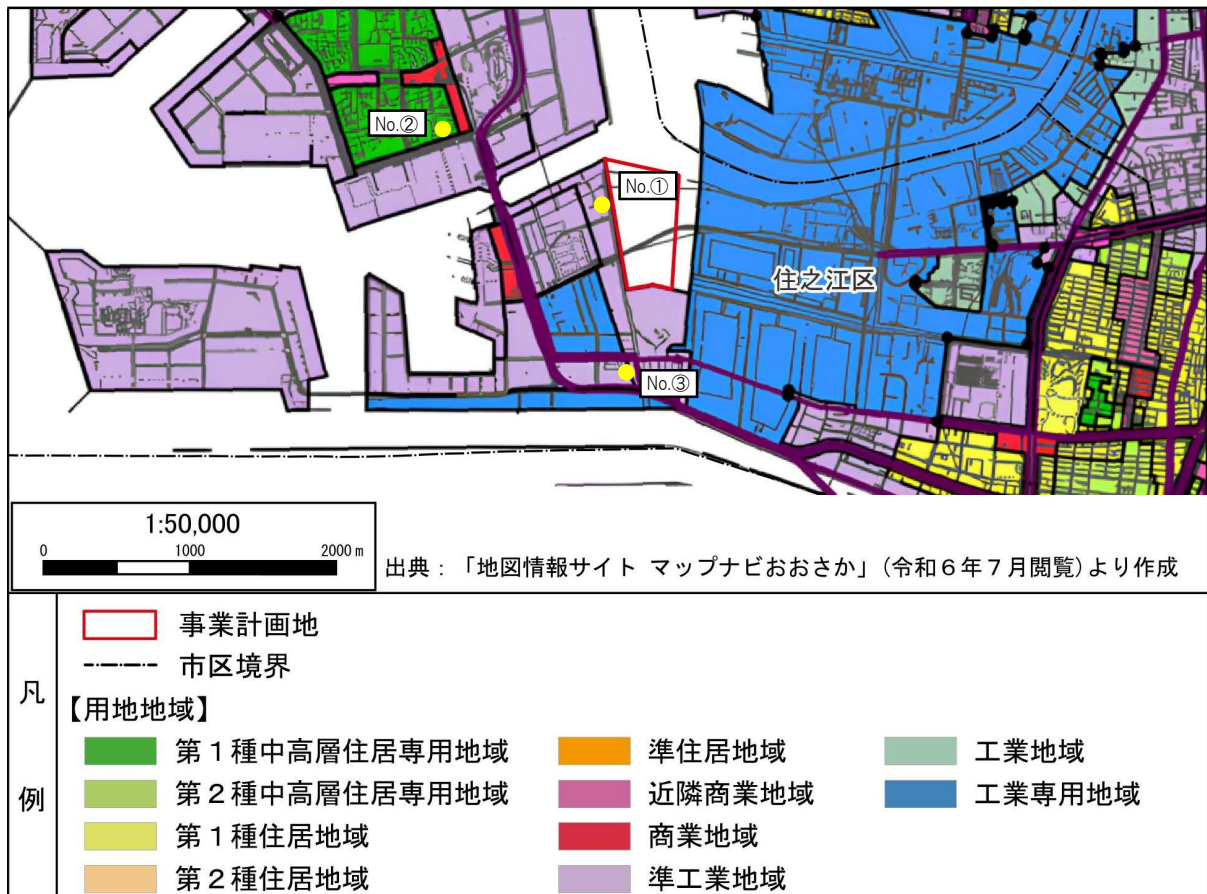 No.②
No.①
住之江区
No.③
1:50,000
0 1000 2000m
出典：「地図情報サイト マップナビおおさか」（令和６年７月閲覧）より作成
凡例
事業計画地
市区境界
【用地地域】
第１種中高層住居専用地域
第２種中高層住居専用地域
第１種住居地域
第２種住居地域
準住居地域
近隣商業地域
商業地域
準工業地域
工業地域
工業専用地域